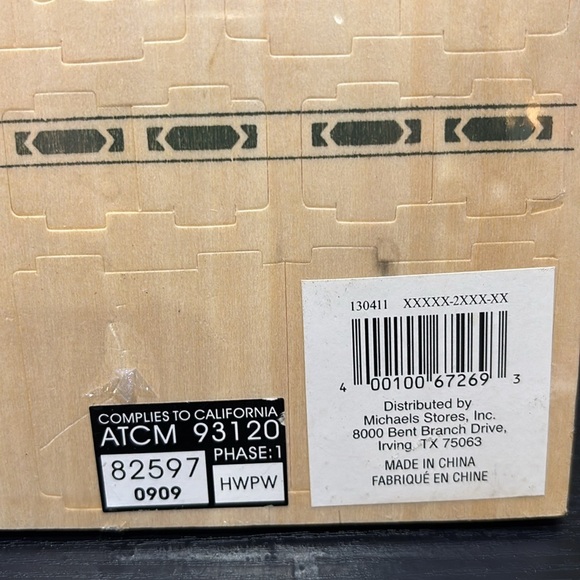 130411 XXXXX-2XXX-XX
4 00100 67269 3
Distributed by
Michaels Stores, Inc.
8000 Bent Branch Drive,
Irving, TX 75063
MADE IN CHINA
FABRIQUÉ EN CHINE
COMPLIES TO CALIFORNIA
ATCM 93120
PHASE:1
82597
0909
HWPW